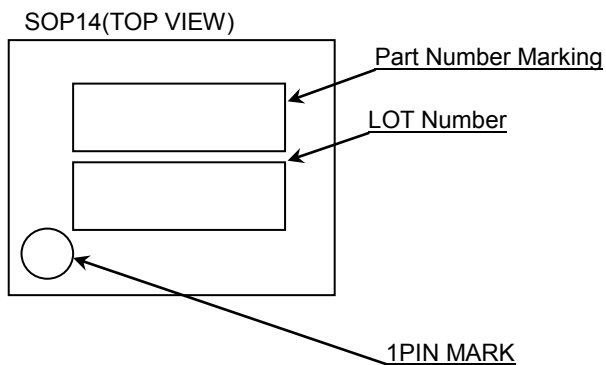 SOP14(TOP VIEW)
Part Number Marking
LOT Number
1PIN MARK